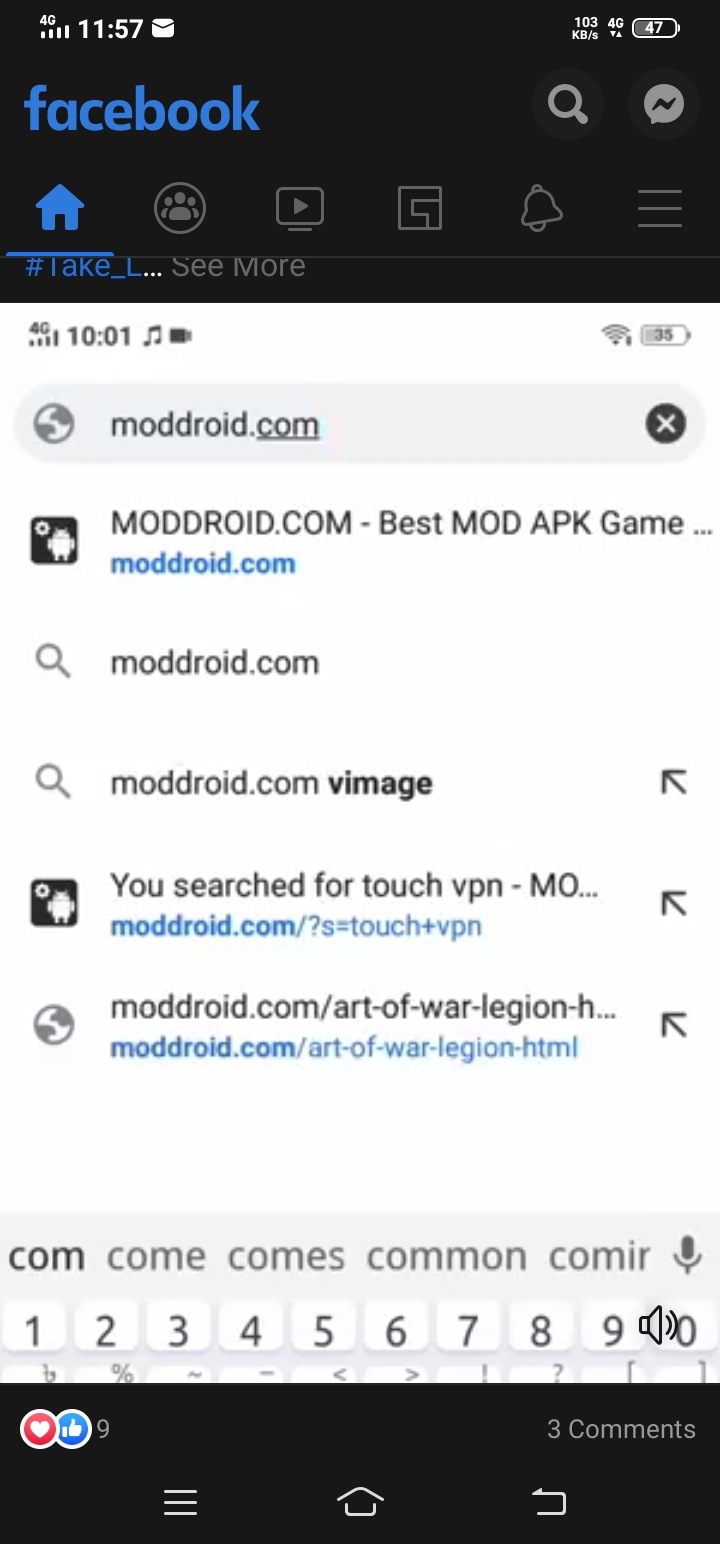 4G 11:57 103 KB/s 4G 47
facebook
#Take_L... See More
4G 10:01 35
moddroid.com
MODDROID.COM - Best MOD APK Game ...
moddroid.com
moddroid.com
moddroid.com vimage
You searched for touch vpn - MO...
moddroid.com/?s=touch+vpn
moddroid.com/art-of-war-legion-h...
moddroid.com/art-of-war-legion-html
com come comes common comir
1 2 3 4 5 6 7 8 9 0
৳ % ~ – < > ! ? [ ]
9 3 Comments